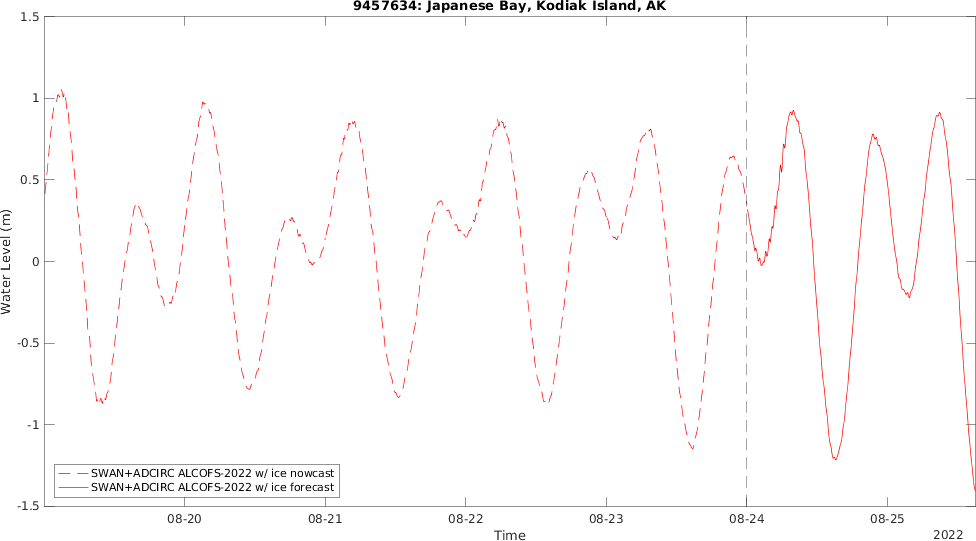 9457634: Japanese Bay, Kodiak Island, AK
1.5
1
0.5
0
-0.5
-1
-1.5
Water Level (m)
SWAN+ADCIRC ALCOFS-2022 w/ ice nowcast
SWAN+ADCIRC ALCOFS-2022 w/ ice forecast
08-20
08-21
08-22
08-23
08-24
08-25
Time
2022